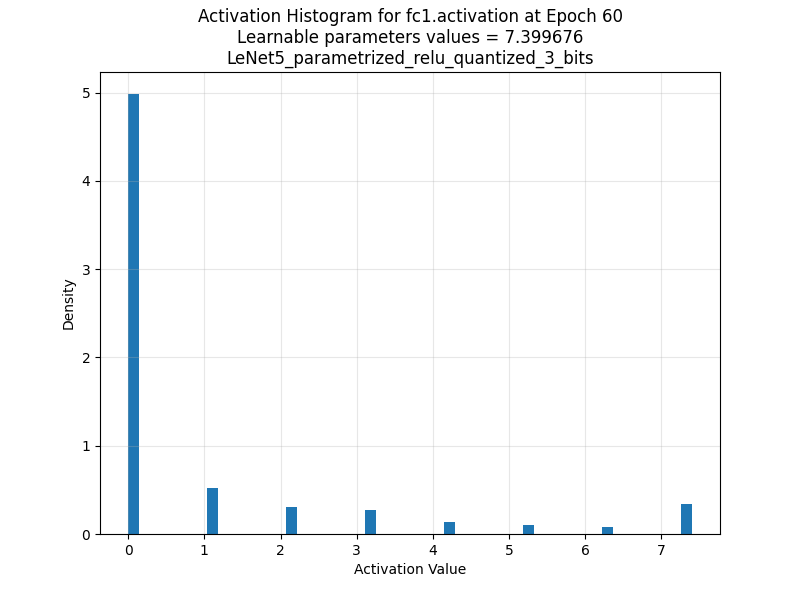 Activation Histogram for fc1.activation at Epoch 60
Learnable parameters values = 7.399676
LeNet5_parametrized_relu_quantized_3_bits
5
4
3
2
1
0
Density
0 1 2 3 4 5 6 7
Activation Value